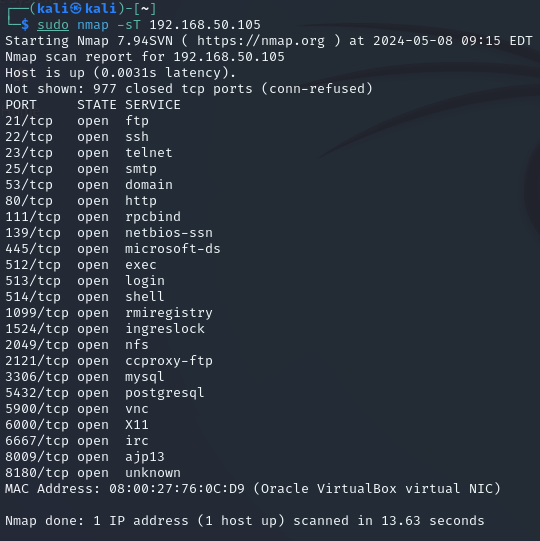 ┌──(kali㉿kali)-[~]
└─$ sudo nmap -sT 192.168.50.105
Starting Nmap 7.94SVN ( https://nmap.org ) at 2024-05-08 09:15 EDT
Nmap scan report for 192.168.50.105
Host is up (0.0031s latency).
Not shown: 977 closed tcp ports (conn-refused)
PORT     STATE SERVICE
21/tcp   open  ftp
22/tcp   open  ssh
23/tcp   open  telnet
25/tcp   open  smtp
53/tcp   open  domain
80/tcp   open  http
111/tcp  open  rpcbind
139/tcp  open  netbios-ssn
445/tcp  open  microsoft-ds
512/tcp  open  exec
513/tcp  open  login
514/tcp  open  shell
1099/tcp open  rmiregistry
1524/tcp open  ingreslock
2049/tcp open  nfs
2121/tcp open  ccproxy-ftp
3306/tcp open  mysql
5432/tcp open  postgresql
5900/tcp open  vnc
6000/tcp open  X11
6667/tcp open  irc
8009/tcp open  ajp13
8180/tcp open  unknown
MAC Address: 08:00:27:76:0C:D9 (Oracle VirtualBox virtual NIC)
Nmap done: 1 IP address (1 host up) scanned in 13.63 seconds